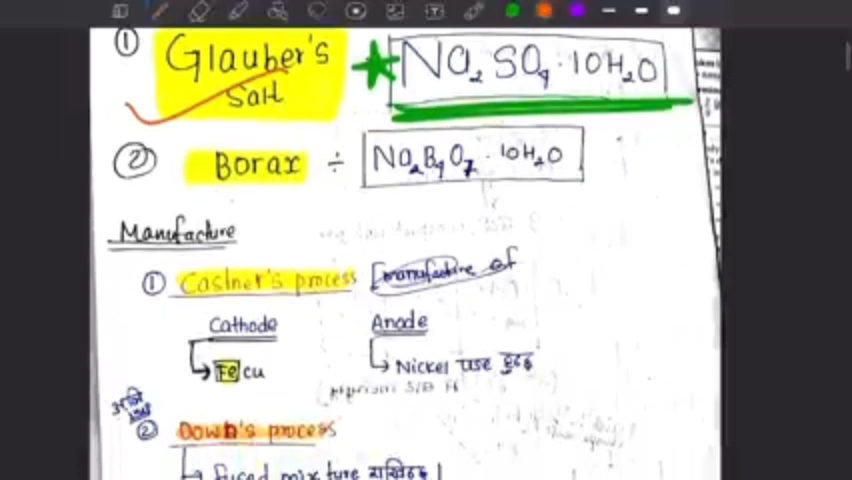 ① Glauber's Salt Na₂SO₄·10H₂O
② Borax ÷ Na₂B₄O₇·10H₂O
Manufacture
① Castner's process [manufacture of
Cathode Anode
Fe cu Nickel
② Down's process
fused mixture